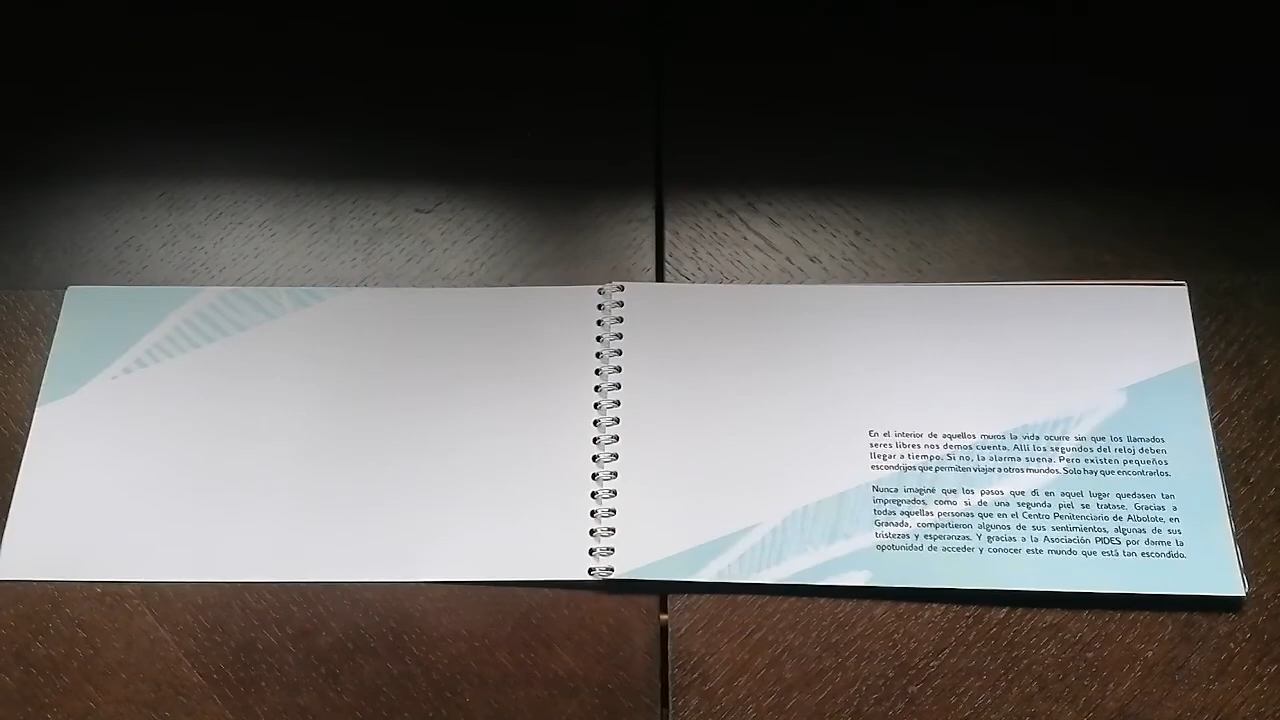 En el interior de aquellos muros la vida ocurre sin que los llamados
seres libres nos demos cuenta. Allí los segundos del reloj deben
llegar a tiempo. Si no, la alarma suena. Pero existen pequeños
escondrijos que permiten viajar a otros mundos. Solo hay que encontrarlos.
Nunca imaginé que los pasos que di en aquel lugar quedasen tan
impregnados, como si de una segunda piel se tratase. Gracias a
todas aquellas personas que en el Centro Penitenciario de Albolote, en
Granada, compartieron algunos de sus sentimientos, algunas de sus
tristezas y esperanzas. Y gracias a la Asociación PIDES por darme la
opotunidad de acceder y conocer este mundo que está tan escondido.